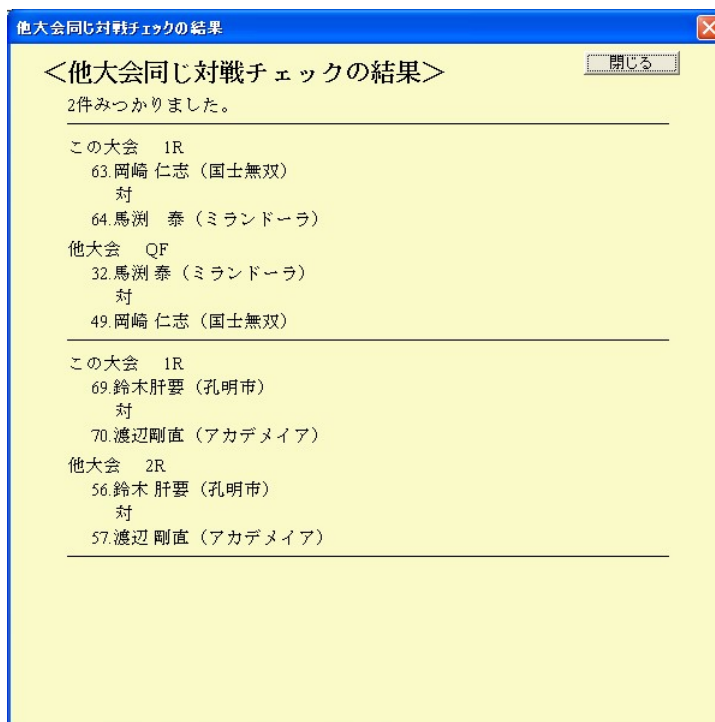 他大会同じ対戦チェックの結果
＜他大会同じ対戦チェックの結果＞
閉じる
2件みつかりました。
この大会　1R
63.岡崎 仁志（国士無双）
対
64.馬渕　泰（ミランドーラ）
他大会　QF
32.馬渕 泰（ミランドーラ）
対
49.岡崎 仁志（国士無双）
この大会　1R
69.鈴木肝要（孔明市）
対
70.渡辺剛直（アカデメイア）
他大会　2R
56.鈴木 肝要（孔明市）
対
57.渡辺 剛直（アカデメイア）